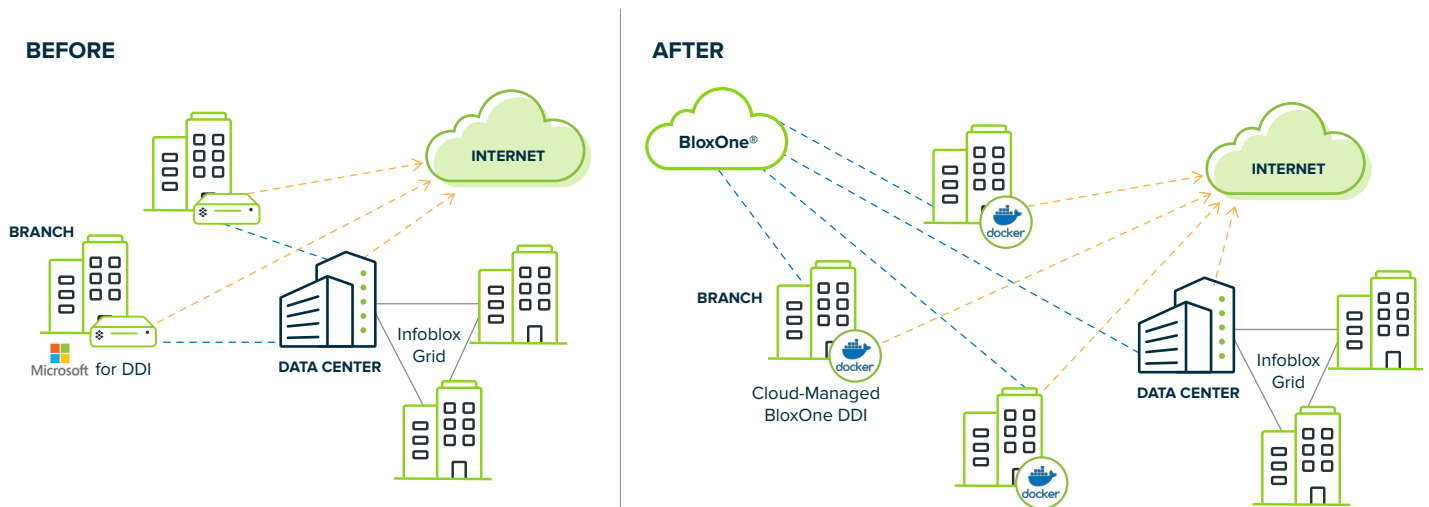 BEFORE
INTERNET
BRANCH
Microsoft for DDI
DATA CENTER
Infoblox
Grid
AFTER
BloxOne®
INTERNET
docker
BRANCH
docker
Cloud-Managed
BloxOne DDI
docker
DATA CENTER
Infoblox
Grid